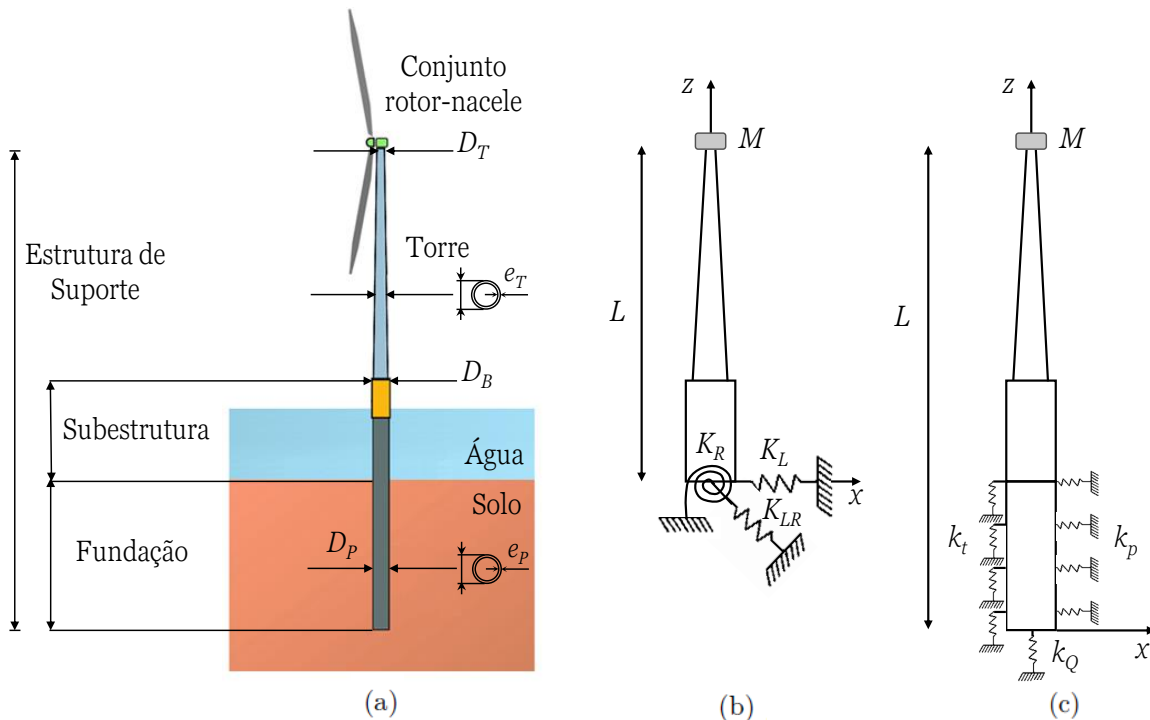 Conjunto
rotor-nacele
D_T
Estrutura de
Suporte
Torre
e_T
D_B
Subestrutura
Água
Solo
Fundação
D_P
e_P
(a)
z
M
L
K_R
K_L
x
K_LR
(b)
z
M
L
k_t
k_p
x
k_Q
(c)